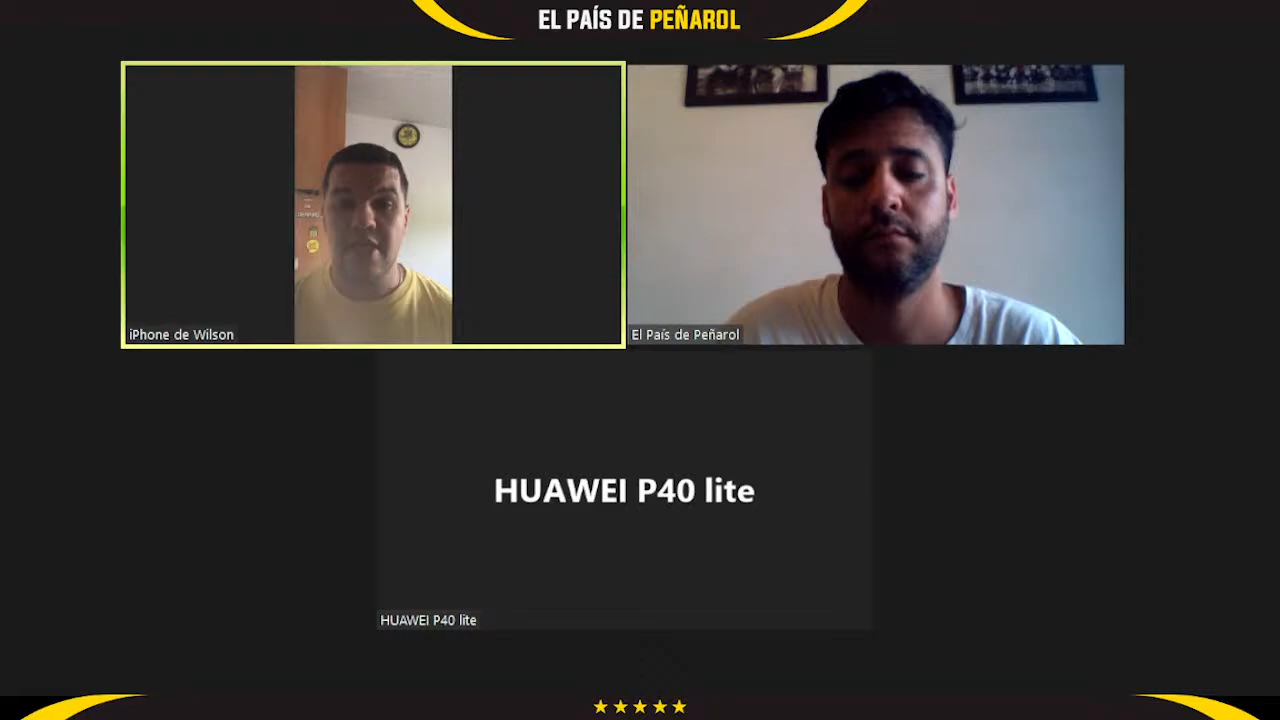 EL PAÍS DE PEÑAROL
iPhone de Wilson
El País de Peñarol
HUAWEI P40 lite
HUAWEI P40 lite